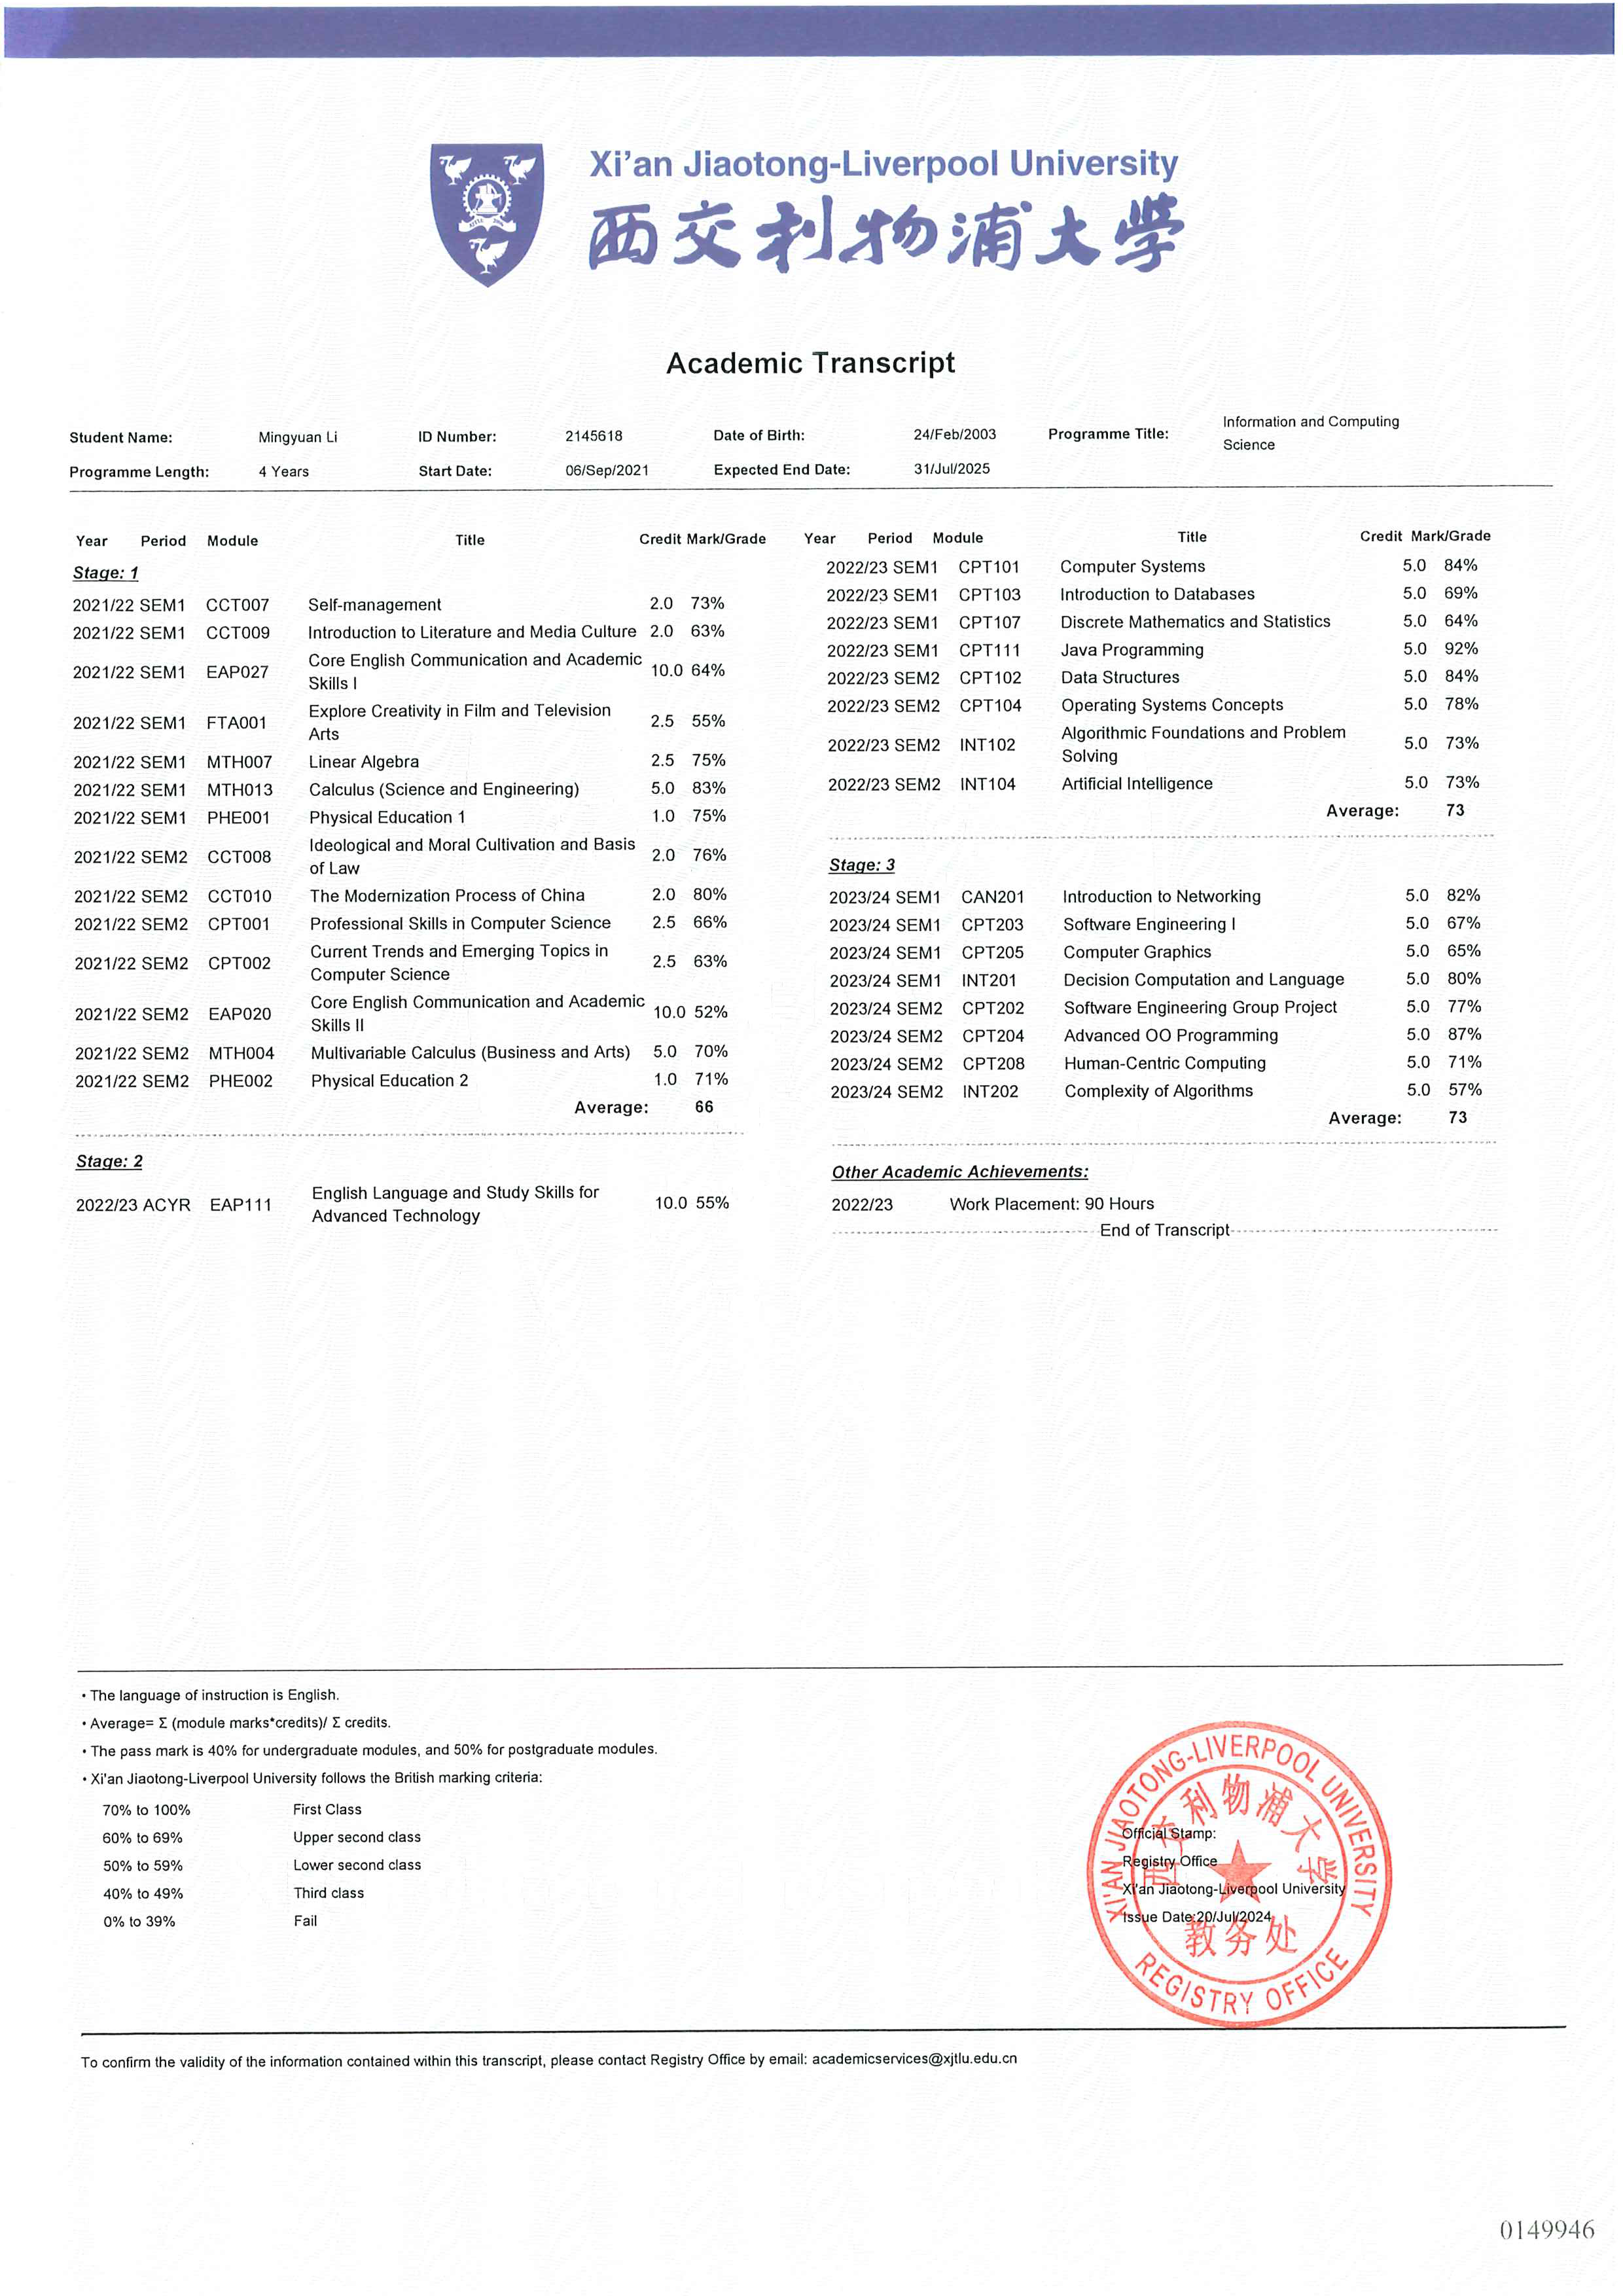 Xi'an Jiaotong-Liverpool University
西交利物浦大学
Academic Transcript
Student Name: Mingyuan Li ID Number: 2145618 Date of Birth: 24/Feb/2003 Programme Title: Information and Computing
Science
Programme Length: 4 Years Start Date: 06/Sep/2021 Expected End Date: 31/Jul/2025
Year Period Module Title Credit Mark/Grade
Stage: 1
2021/22 SEM1 CCT007 Self-management 2.0 73%
2021/22 SEM1 CCT009 Introduction to Literature and Media Culture 2.0 63%
2021/22 SEM1 EAP027 Core English Communication and Academic
Skills I 10.0 64%
2021/22 SEM1 FTA001 Explore Creativity in Film and Television
Arts 2.5 55%
2021/22 SEM1 MTH007 Linear Algebra 2.5 75%
2021/22 SEM1 MTH013 Calculus (Science and Engineering) 5.0 83%
2021/22 SEM1 PHE001 Physical Education 1 1.0 75%
2021/22 SEM2 CCT008 Ideological and Moral Cultivation and Basis
of Law 2.0 76%
2021/22 SEM2 CCT010 The Modernization Process of China 2.0 80%
2021/22 SEM2 CPT001 Professional Skills in Computer Science 2.5 66%
2021/22 SEM2 CPT002 Current Trends and Emerging Topics in
Computer Science 2.5 63%
2021/22 SEM2 EAP020 Core English Communication and Academic
Skills II 10.0 52%
2021/22 SEM2 MTH004 Multivariable Calculus (Business and Arts) 5.0 70%
2021/22 SEM2 PHE002 Physical Education 2 1.0 71%
Average: 66
Stage: 2
2022/23 ACYR EAP111 English Language and Study Skills for
Advanced Technology 10.0 55%
Year Period Module Title Credit Mark/Grade
2022/23 SEM1 CPT101 Computer Systems 5.0 84%
2022/23 SEM1 CPT103 Introduction to Databases 5.0 69%
2022/23 SEM1 CPT107 Discrete Mathematics and Statistics 5.0 64%
2022/23 SEM1 CPT111 Java Programming 5.0 92%
2022/23 SEM2 CPT102 Data Structures 5.0 84%
2022/23 SEM2 CPT104 Operating Systems Concepts 5.0 78%
2022/23 SEM2 INT102 Algorithmic Foundations and Problem
Solving 5.0 73%
2022/23 SEM2 INT104 Artificial Intelligence 5.0 73%
Average: 73
Stage: 3
2023/24 SEM1 CAN201 Introduction to Networking 5.0 82%
2023/24 SEM1 CPT203 Software Engineering I 5.0 67%
2023/24 SEM1 CPT205 Computer Graphics 5.0 65%
2023/24 SEM1 INT201 Decision Computation and Language 5.0 80%
2023/24 SEM2 CPT202 Software Engineering Group Project 5.0 77%
2023/24 SEM2 CPT204 Advanced OO Programming 5.0 87%
2023/24 SEM2 CPT208 Human-Centric Computing 5.0 71%
2023/24 SEM2 INT202 Complexity of Algorithms 5.0 57%
Average: 73
Other Academic Achievements:
2022/23 Work Placement: 90 Hours
End of Transcript
• The language of instruction is English.
• Average= Σ (module marks*credits)/ Σ credits.
• The pass mark is 40% for undergraduate modules, and 50% for postgraduate modules.
• Xi'an Jiaotong-Liverpool University follows the British marking criteria:
70% to 100% First Class
60% to 69% Upper second class
50% to 59% Lower second class
40% to 49% Third class
0% to 39% Fail
XI'AN JIAOTONG-LIVERPOOL UNIVERSITY
西交利物浦大学
Official Stamp:
Registry Office
Xi'an Jiaotong-Liverpool University
Issue Date:20/Jul/2024
教务处
REGISTRY OFFICE
To confirm the validity of the information contained within this transcript, please contact Registry Office by email: academicservices@xjtlu.edu.cn
0149946